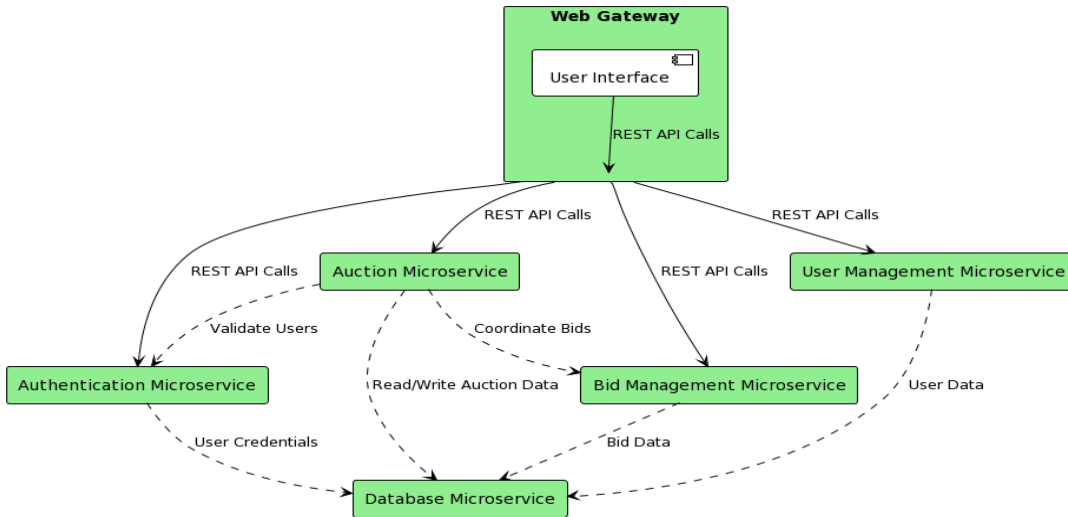 Web Gateway
User Interface
REST API Calls
REST API Calls
REST API Calls
REST API Calls
Auction Microservice
User Management Microservice
REST API Calls
Validate Users
Coordinate Bids
Authentication Microservice
Read/Write Auction Data
Bid Management Microservice
User Data
User Credentials
Bid Data
Database Microservice